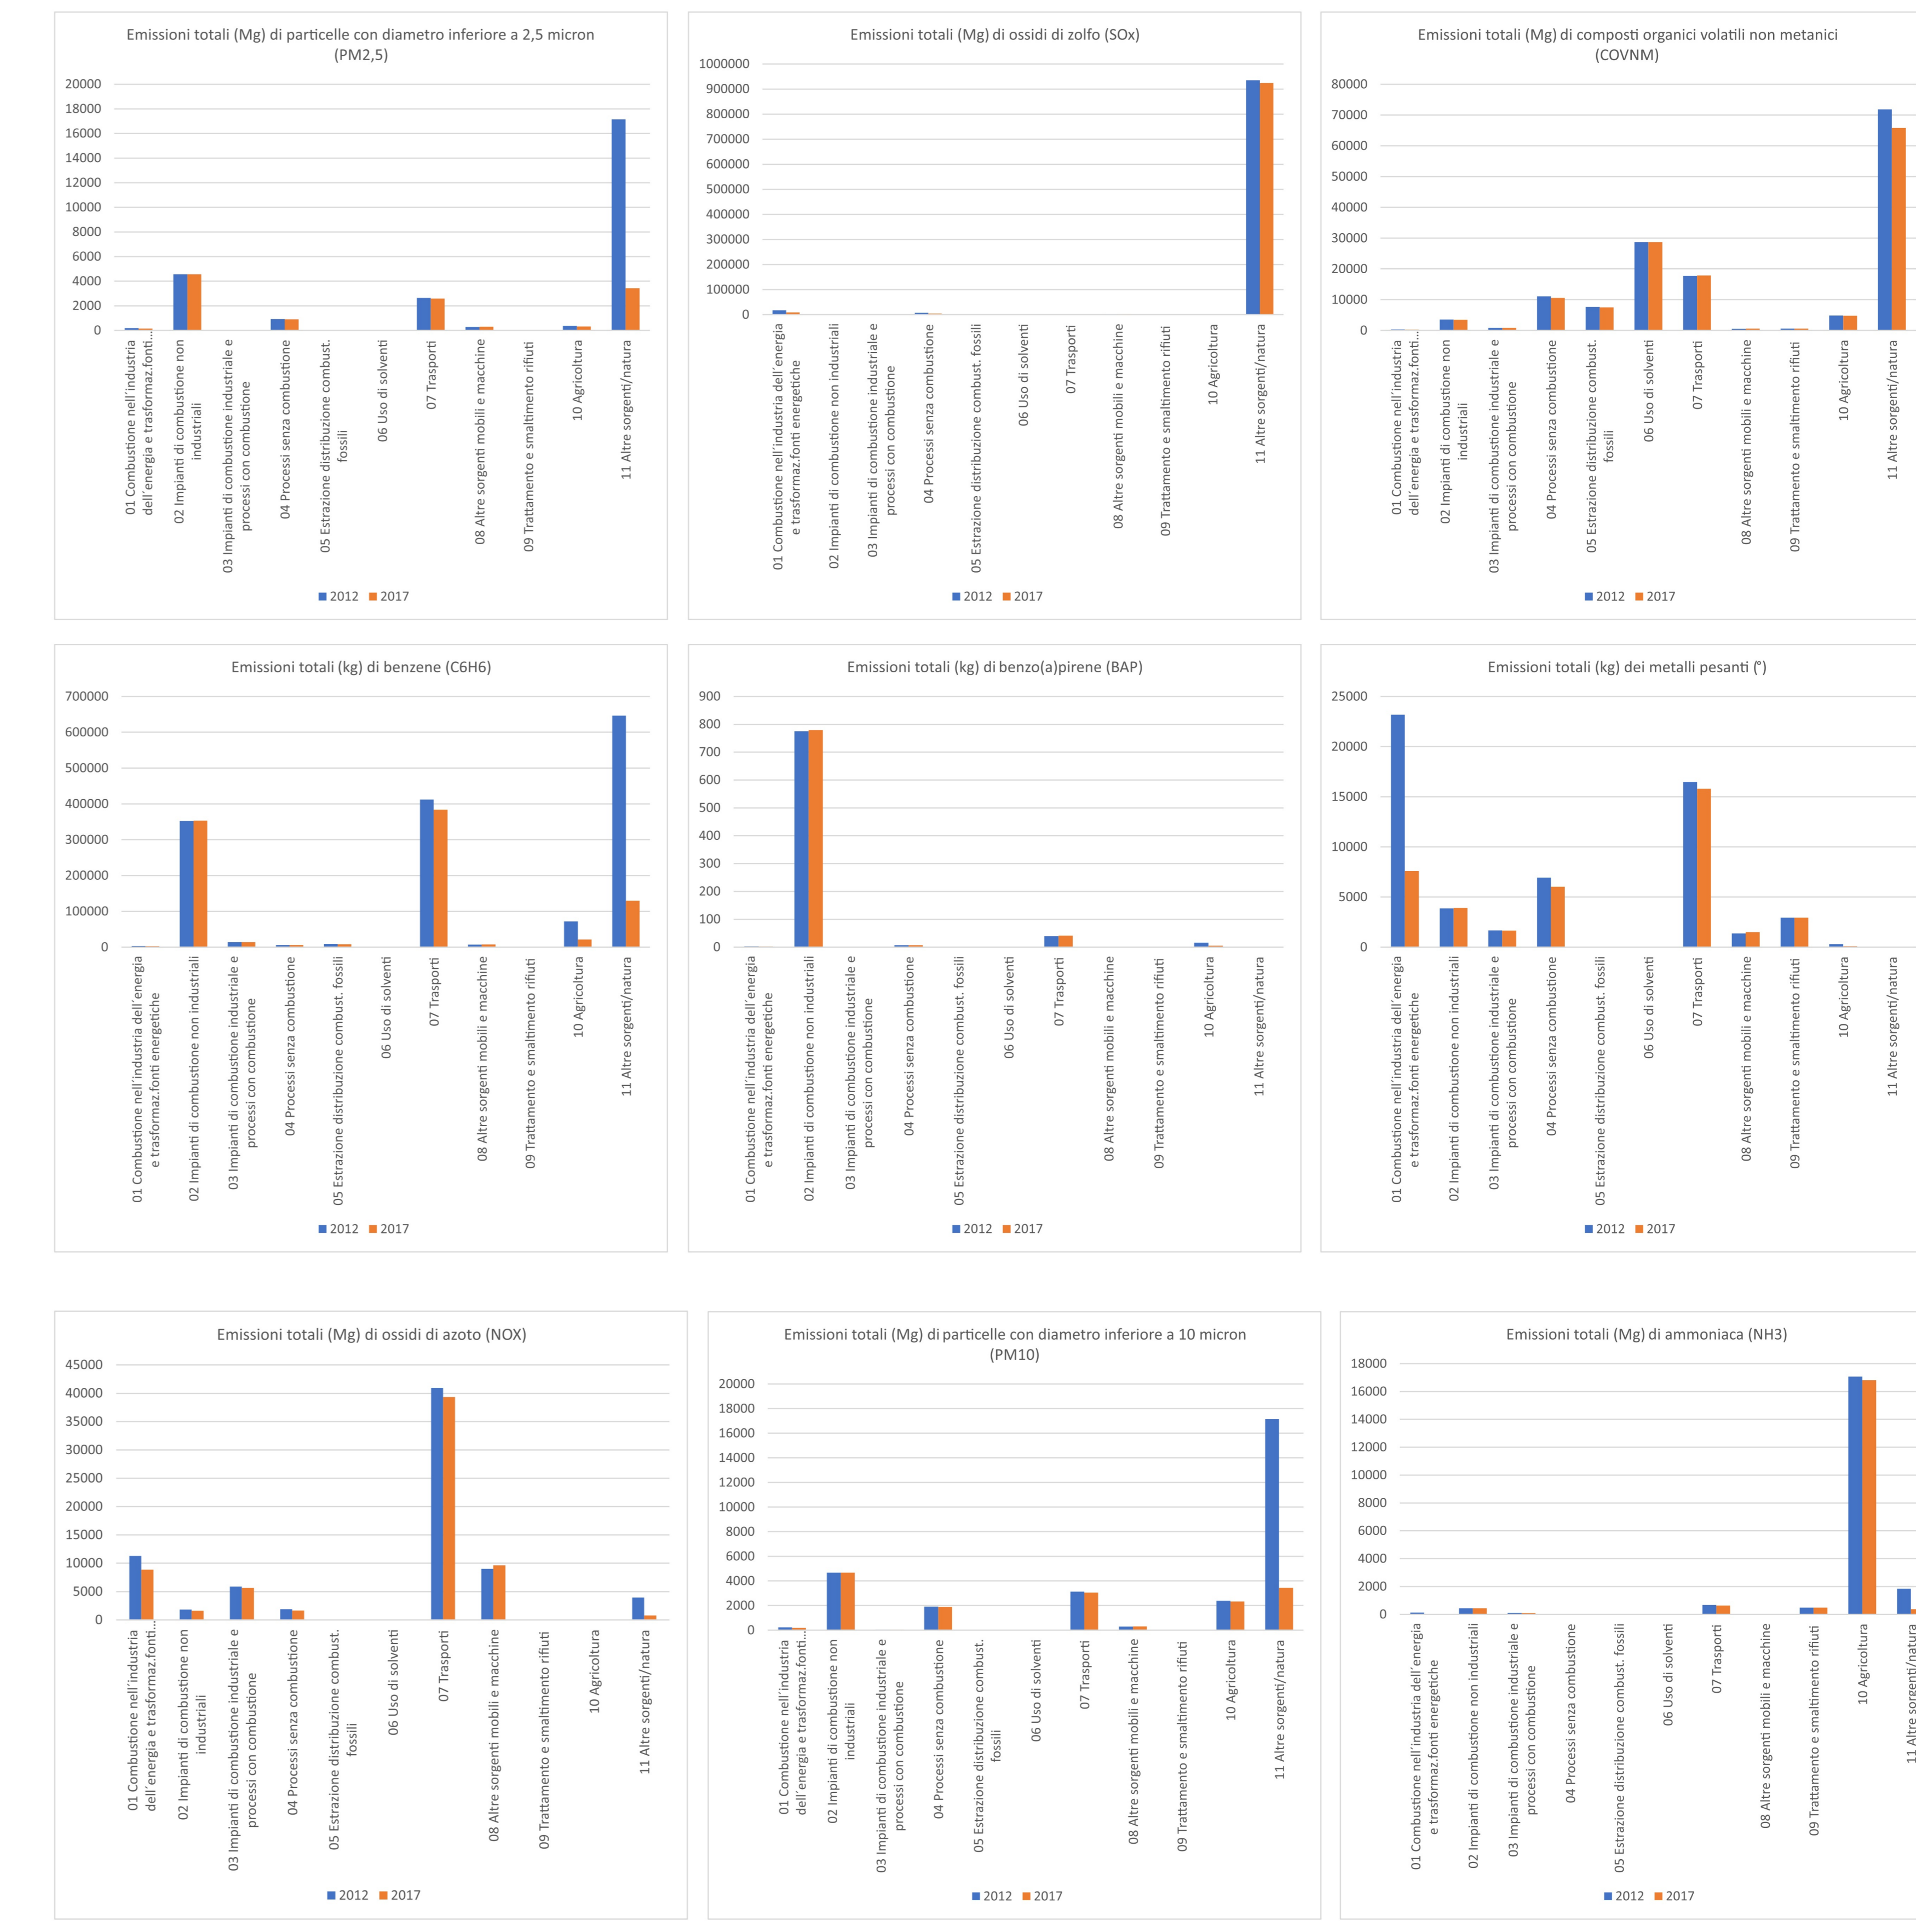 Emissioni totali (Mg) di particelle con diametro inferiore a 2,5 micron
(PM2,5)
20000
18000
16000
14000
12000
10000
8000
6000
4000
2000
0
01 Combustione nell´industria
dell´energia e trasformaz.fonti…
02 Impianti di combustione non
industriali
03 Impianti di combustione industriale e
processi con combustione
04 Processi senza combustione
05 Estrazione distribuzione combust.
fossili
06 Uso di solventi
07 Trasporti
08 Altre sorgenti mobili e macchine
09 Trattamento e smaltimento rifiuti
10 Agricoltura
11 Altre sorgenti/natura
2012 2017
Emissioni totali (Mg) di ossidi di zolfo (SOx)
1000000
900000
800000
700000
600000
500000
400000
300000
200000
100000
0
01 Combustione nell´industria dell´energia
e trasformaz.fonti energetiche
02 Impianti di combustione non industriali
03 Impianti di combustione industriale e
processi con combustione
04 Processi senza combustione
05 Estrazione distribuzione combust. fossili
06 Uso di solventi
07 Trasporti
08 Altre sorgenti mobili e macchine
09 Trattamento e smaltimento rifiuti
10 Agricoltura
11 Altre sorgenti/natura
2012 2017
Emissioni totali (Mg) di composti organici volatili non metanici
(COVNM)
80000
70000
60000
50000
40000
30000
20000
10000
0
01 Combustione nell´industria
dell´energia e trasformaz.fonti…
02 Impianti di combustione non
industriali
03 Impianti di combustione industriale e
processi con combustione
04 Processi senza combustione
05 Estrazione distribuzione combust.
fossili
06 Uso di solventi
07 Trasporti
08 Altre sorgenti mobili e macchine
09 Trattamento e smaltimento rifiuti
10 Agricoltura
11 Altre sorgenti/natura
2012 2017
Emissioni totali (kg) di benzene (C6H6)
700000
600000
500000
400000
300000
200000
100000
0
01 Combustione nell´industria dell´energia
e trasformaz.fonti energetiche
02 Impianti di combustione non industriali
03 Impianti di combustione industriale e
processi con combustione
04 Processi senza combustione
05 Estrazione distribuzione combust. fossili
06 Uso di solventi
07 Trasporti
08 Altre sorgenti mobili e macchine
09 Trattamento e smaltimento rifiuti
10 Agricoltura
11 Altre sorgenti/natura
2012 2017
Emissioni totali (kg) di benzo(a)pirene (BAP)
900
800
700
600
500
400
300
200
100
0
01 Combustione nell´industria dell´energia
e trasformaz.fonti energetiche
02 Impianti di combustione non industriali
03 Impianti di combustione industriale e
processi con combustione
04 Processi senza combustione
05 Estrazione distribuzione combust. fossili
06 Uso di solventi
07 Trasporti
08 Altre sorgenti mobili e macchine
09 Trattamento e smaltimento rifiuti
10 Agricoltura
11 Altre sorgenti/natura
2012 2017
Emissioni totali (kg) dei metalli pesanti (°)
25000
20000
15000
10000
5000
0
01 Combustione nell´industria dell´energia
e trasformaz.fonti energetiche
02 Impianti di combustione non industriali
03 Impianti di combustione industriale e
processi con combustione
04 Processi senza combustione
05 Estrazione distribuzione combust. fossili
06 Uso di solventi
07 Trasporti
08 Altre sorgenti mobili e macchine
09 Trattamento e smaltimento rifiuti
10 Agricoltura
11 Altre sorgenti/natura
2012 2017
Emissioni totali (Mg) di ossidi di azoto (NOX)
45000
40000
35000
30000
25000
20000
15000
10000
5000
0
01 Combustione nell´industria
dell´energia e trasformaz.fonti…
02 Impianti di combustione non
industriali
03 Impianti di combustione industriale e
processi con combustione
04 Processi senza combustione
05 Estrazione distribuzione combust.
fossili
06 Uso di solventi
07 Trasporti
08 Altre sorgenti mobili e macchine
09 Trattamento e smaltimento rifiuti
10 Agricoltura
11 Altre sorgenti/natura
2012 2017
Emissioni totali (Mg) di particelle con diametro inferiore a 10 micron
(PM10)
20000
18000
16000
14000
12000
10000
8000
6000
4000
2000
0
01 Combustione nell´industria
dell´energia e trasformaz.fonti…
02 Impianti di combustione non
industriali
03 Impianti di combustione industriale e
processi con combustione
04 Processi senza combustione
05 Estrazione distribuzione combust.
fossili
06 Uso di solventi
07 Trasporti
08 Altre sorgenti mobili e macchine
09 Trattamento e smaltimento rifiuti
10 Agricoltura
11 Altre sorgenti/natura
2012 2017
Emissioni totali (Mg) di ammoniaca (NH3)
18000
16000
14000
12000
10000
8000
6000
4000
2000
0
01 Combustione nell´industria dell´energia
e trasformaz.fonti energetiche
02 Impianti di combustione non industriali
03 Impianti di combustione industriale e
processi con combustione
04 Processi senza combustione
05 Estrazione distribuzione combust. fossili
06 Uso di solventi
07 Trasporti
08 Altre sorgenti mobili e macchine
09 Trattamento e smaltimento rifiuti
10 Agricoltura
11 Altre sorgenti/natura
2012 2017